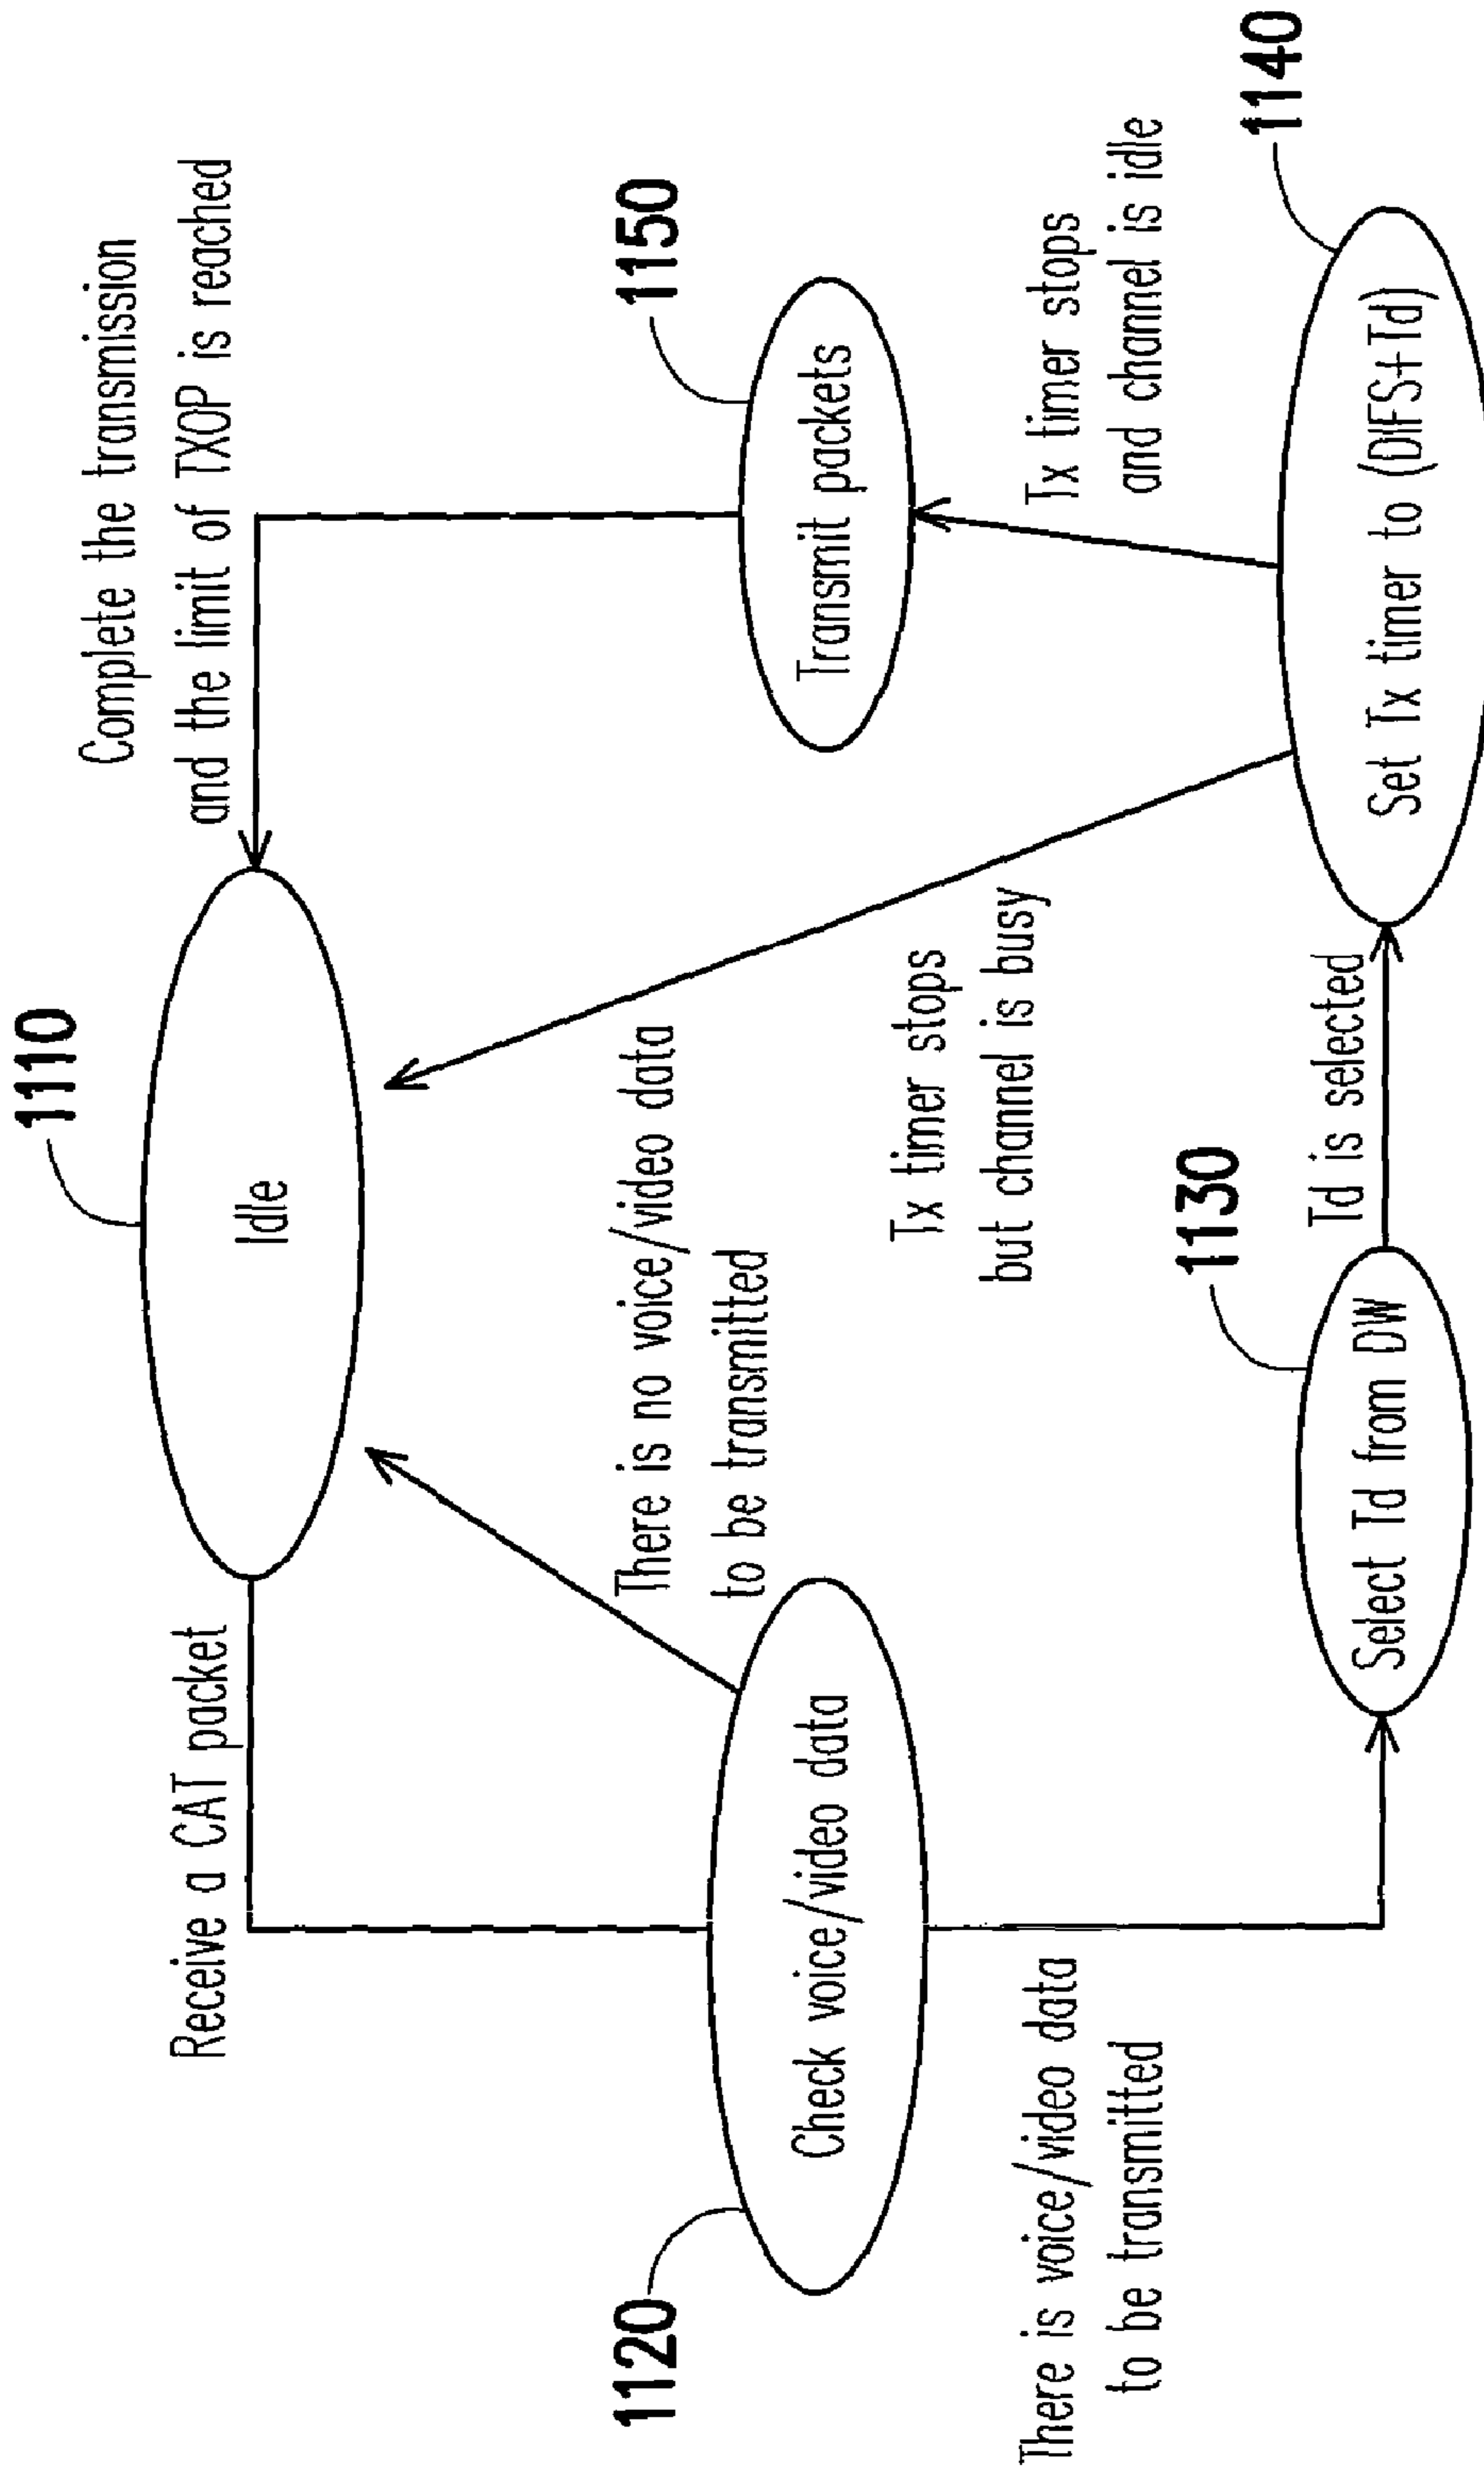 1110
Idle
Complete the transmission
and the limit of TXOP is reached
Receive a CAT packet
1120
Check voice/video data
There is no voice/video data
to be transmitted
1150
Transmit packets
Tx timer stops
but channel is busy
Tx timer stops
and channel is idle
There is voice/video data
to be transmitted
1130
Select Td from DW
Td is selected
1140
Set Tx timer to (DIFS+Td)